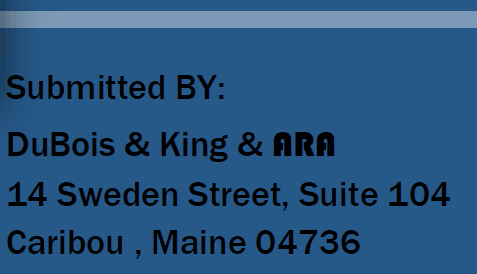 Submitted BY:
DuBois & King & ARA
14 Sweden Street, Suite 104
Caribou , Maine 04736